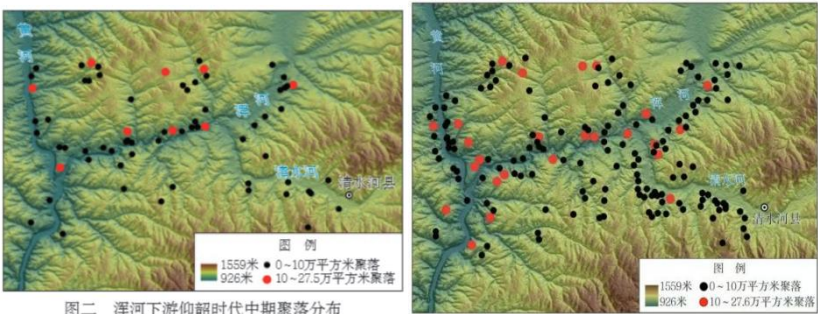 黄河
浑河
清水河
清水河县
图 例
1559米 0~10万平方米聚落
926米 10~27.5万平方米聚落
图二 浑河下游仰韶时代中期聚落分布
黄河
浑河
清水河
清水河县
图 例
1559米 0~10万平方米聚落
926米 10~27.6万平方米聚落